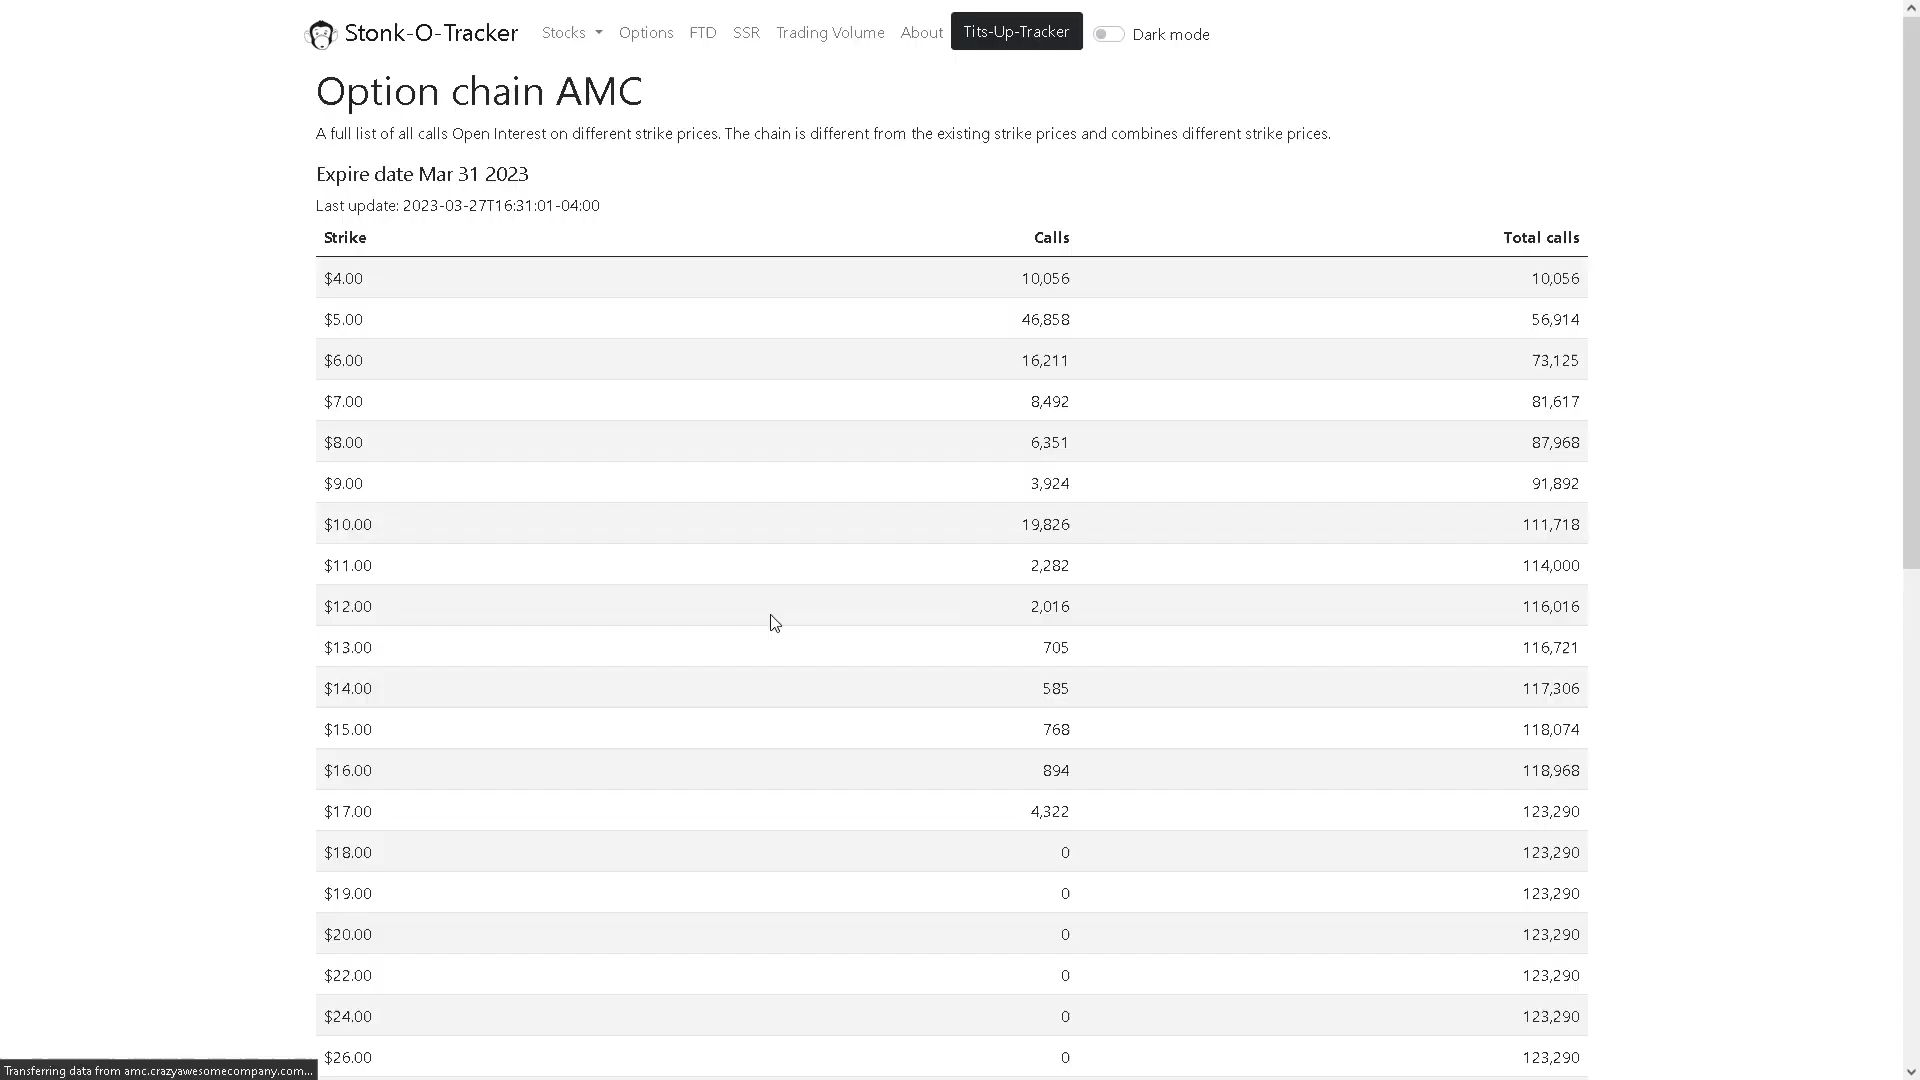 Stonk-O-Tracker Stocks Options FTD SSR Trading Volume About Tits-Up-Tracker Dark mode
Option chain AMC
A full list of all calls Open Interest on different strike prices. The chain is different from the existing strike prices and combines different strike prices.
Expire date Mar 31 2023
Last update: 2023-03-27T16:31:01-04:00
Strike Calls Total calls
$4.00 10,056 10,056
$5.00 46,858 56,914
$6.00 16,211 73,125
$7.00 8,492 81,617
$8.00 6,351 87,968
$9.00 3,924 91,892
$10.00 19,826 111,718
$11.00 2,282 114,000
$12.00 2,016 116,016
$13.00 705 116,721
$14.00 585 117,306
$15.00 768 118,074
$16.00 894 118,968
$17.00 4,322 123,290
$18.00 0 123,290
$19.00 0 123,290
$20.00 0 123,290
$22.00 0 123,290
$24.00 0 123,290
$26.00 0 123,290
Transferring data from amc.crazyawesomecompany.com...